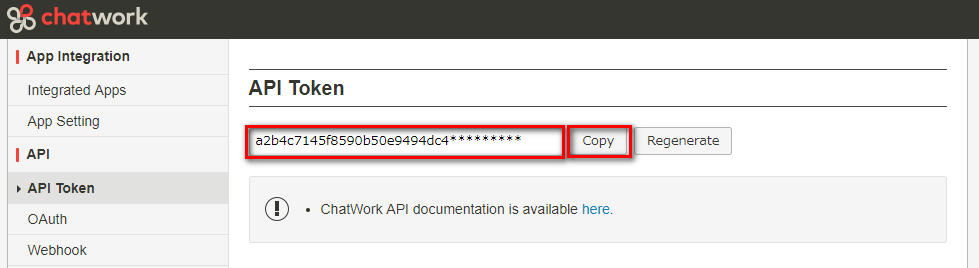 chatwork
App Integration
Integrated Apps
App Setting
API
API Token
OAuth
Webhook
API Token
a2b4c7145f8590b50e9494dc4*********
Copy
Regenerate
ChatWork API documentation is available here.